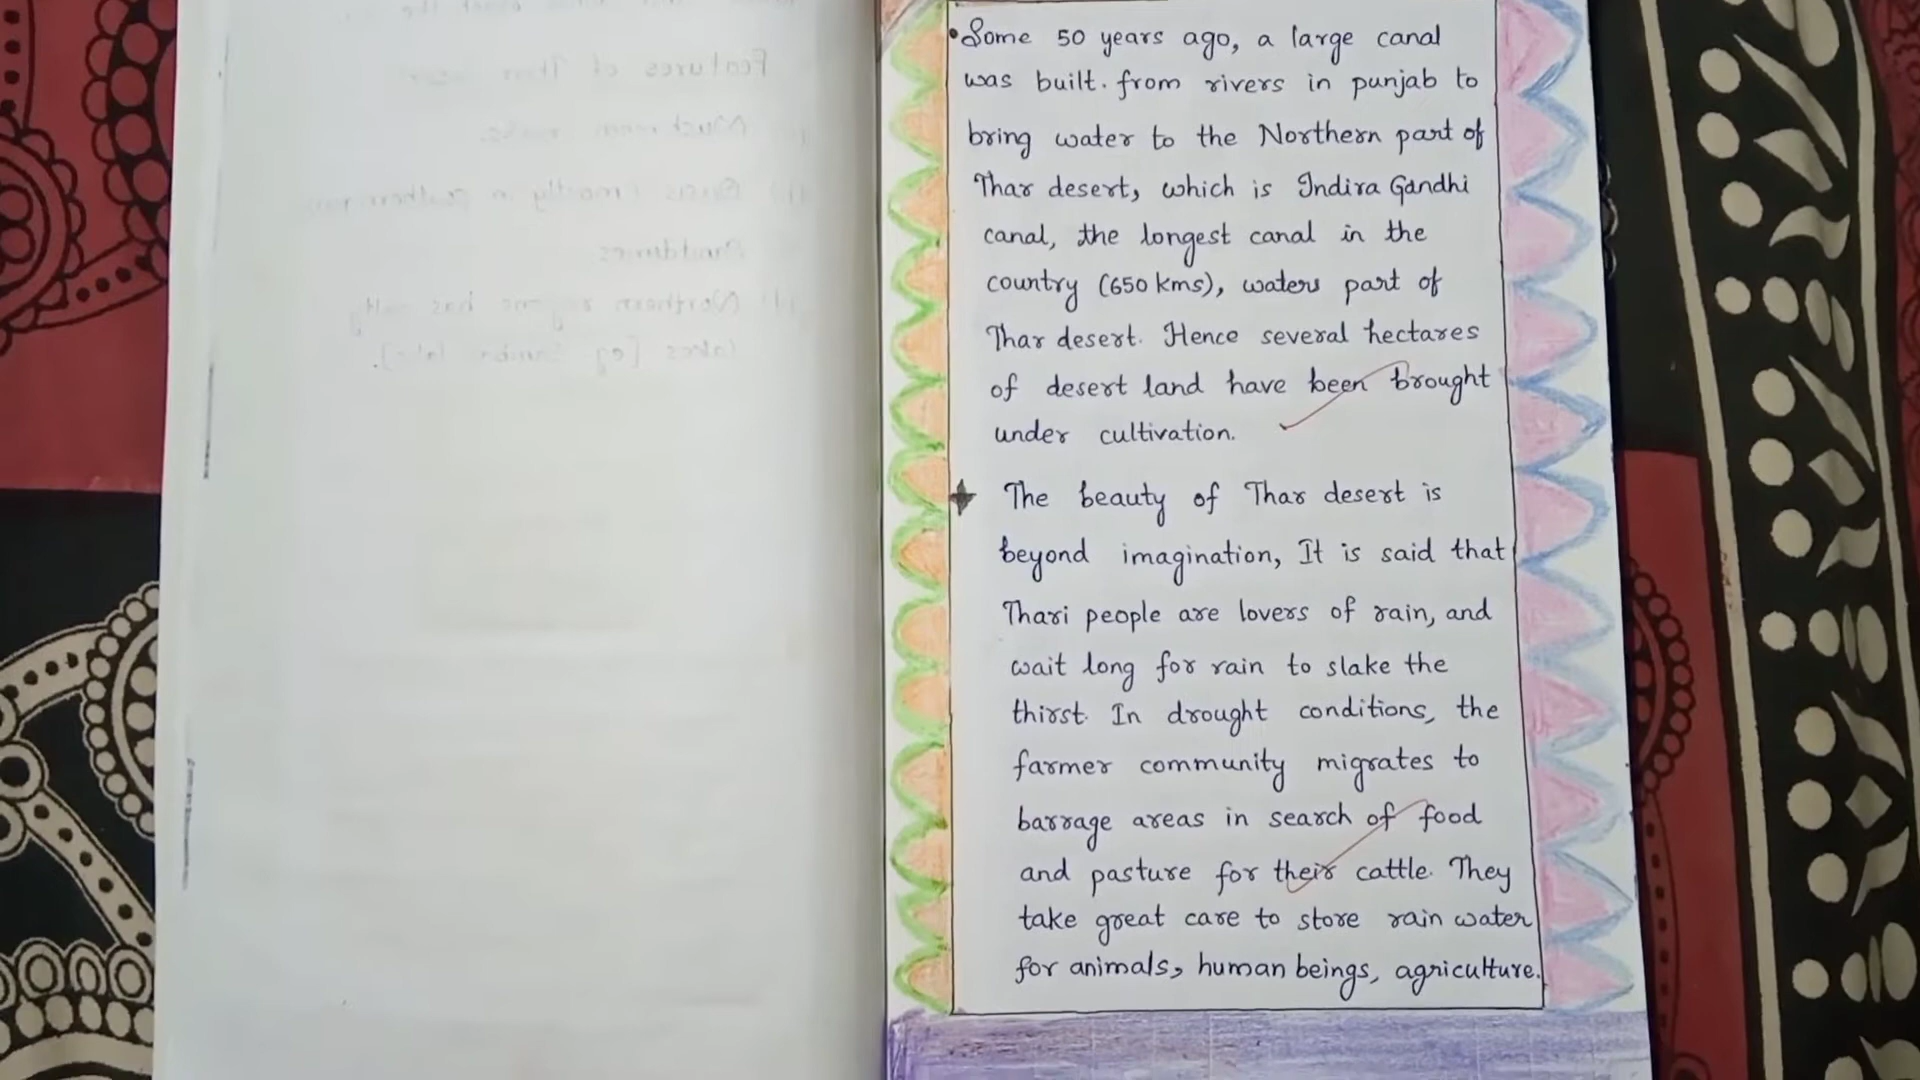 •Some 50 years ago, a large canal
was built. from rivers in punjab to
bring water to the Northern part of
Thar desert, which is Indira Gandhi
canal, the longest canal in the
country (650 kms), waters part of
Thar desert. Hence several hectares
of desert land have been brought
under cultivation.
✦ The beauty of Thar desert is
beyond imagination, It is said that
Thari people are lovers of rain, and
wait long for rain to slake the
thirst. In drought conditions, the
farmer community migrates to
barrage areas in search of food
and pasture for their cattle. They
take great care to store rain water
for animals, human beings, agriculture.